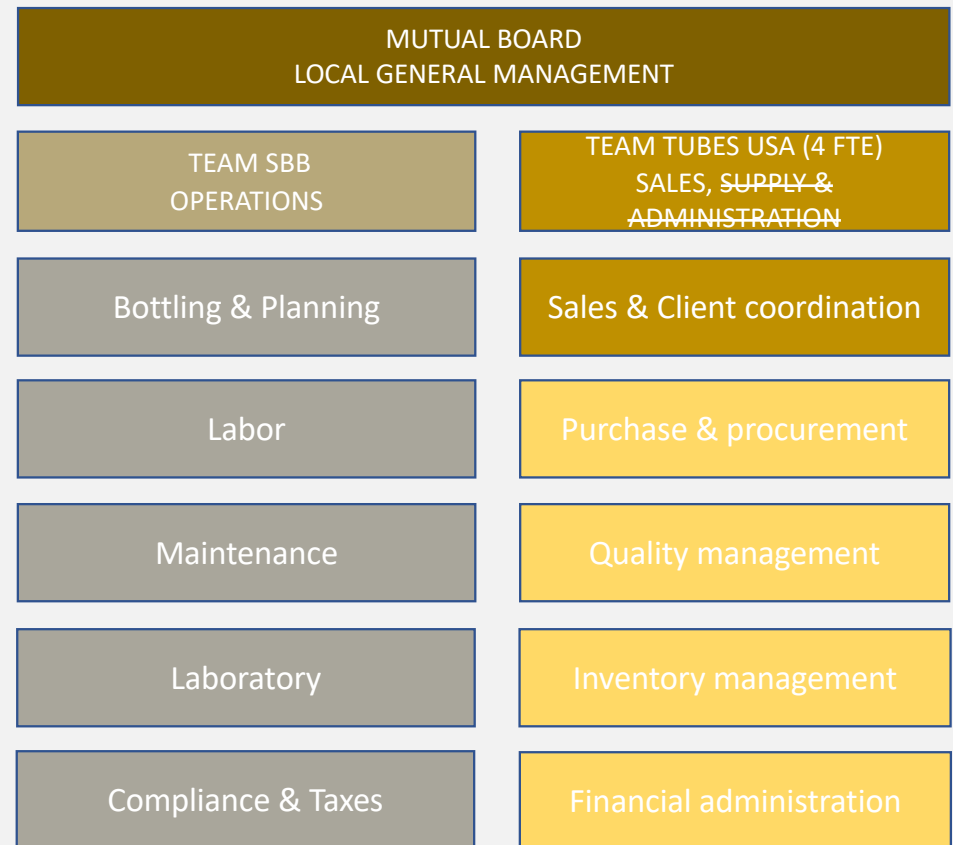 MUTUAL BOARD
LOCAL GENERAL MANAGEMENT
TEAM SBB
OPERATIONS
TEAM TUBES USA (4 FTE)
SALES, SUPPLY &
ADMINISTRATION
Bottling & Planning
Sales & Client coordination
Labor
Purchase & procurement
Maintenance
Quality management
Laboratory
Inventory management
Compliance & Taxes
Financial administration